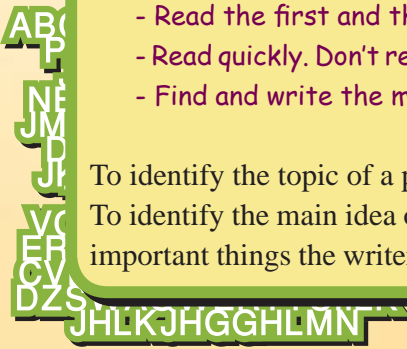 - Read the first and th
- Read quickly. Don't re
- Find and write the m
To identify the topic of a p
To identify the main idea o
important things the writer
JHLKJHGGHLMN